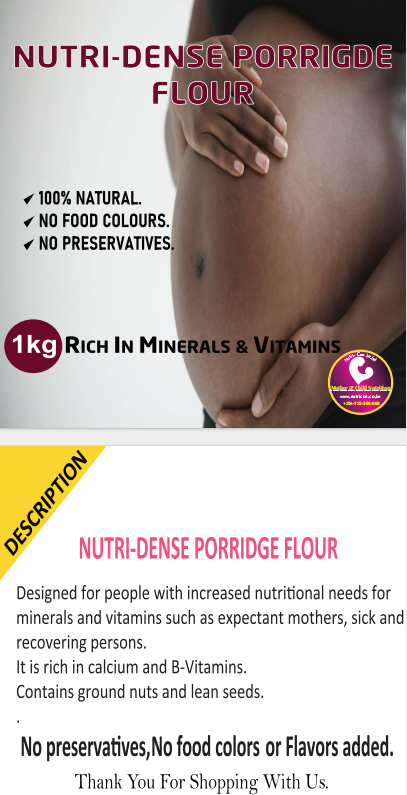 NUTRI-DENSE PORRIGDE
FLOUR
100% NATURAL.
NO FOOD COLOURS.
NO PRESERVATIVES.
1kg RICH IN MINERALS & VITAMINS
DESCRIPTION
NUTRI-DENSE PORRIDGE FLOUR
Designed for people with increased nutritional needs for
minerals and vitamins such as expectant mothers, sick and
recovering persons.
It is rich in calcium and B-Vitamins.
Contains ground nuts and lean seeds.
.
No preservatives,No food colors or Flavors added.
Thank You For Shopping With Us.